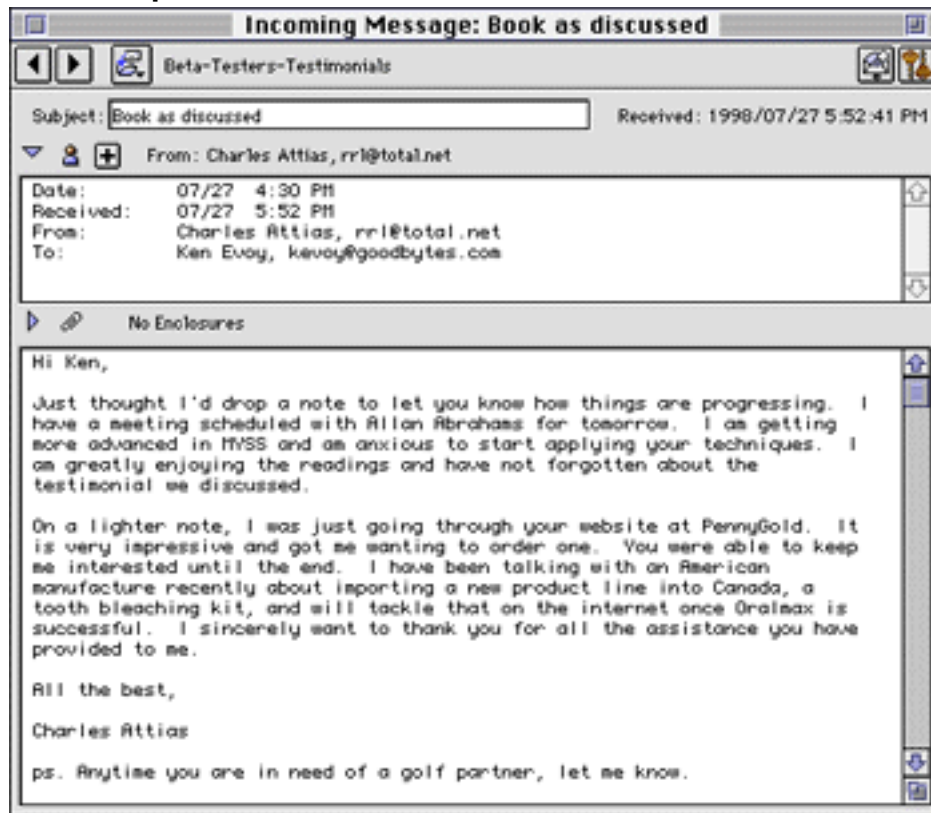 Incoming Message: Book as discussed
Beta-Testers-Testimonials
Subject: Book as discussed Received: 1998/07/27 5:52:41 PM
From: Charles Attias, rrl@total.net
Date: 07/27 4:30 PM
Received: 07/27 5:52 PM
From: Charles Attias, rrl@total.net
To: Ken Evoy, kevoy@goodbytes.com
No Enclosures
Hi Ken,
Just thought I'd drop a note to let you know how things are progressing. I
have a meeting scheduled with Allan Abrahams for tomorrow. I am getting
more advanced in MYSS and am anxious to start applying your techniques. I
am greatly enjoying the readings and have not forgotten about the
testimonial we discussed.
On a lighter note, I was just going through your website at PennyGold. It
is very impressive and got me wanting to order one. You were able to keep
me interested until the end. I have been talking with an American
manufacture recently about importing a new product line into Canada, a
tooth bleaching kit, and will tackle that on the internet once Oralmax is
successful. I sincerely want to thank you for all the assistance you have
provided to me.
All the best,
Charles Attias
ps. Anytime you are in need of a golf partner, let me know.